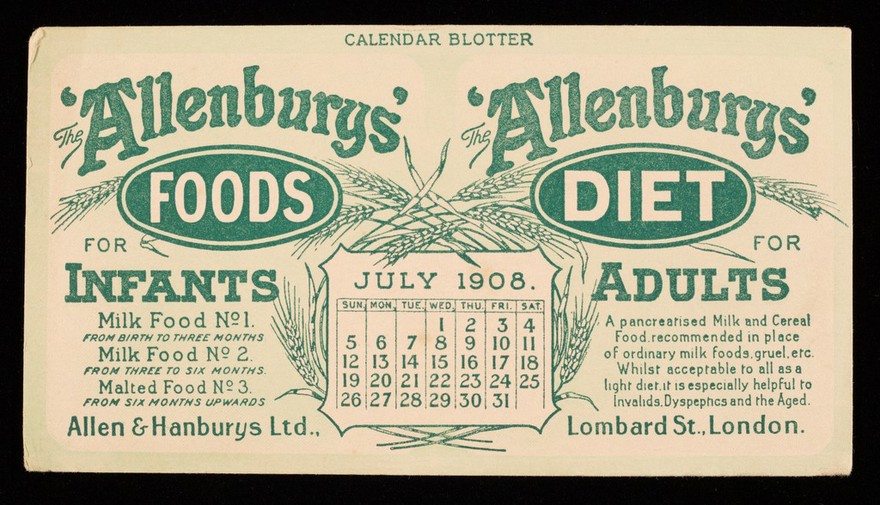 CALENDAR BLOTTER
The 'Allenburys'
FOODS
FOR
INFANTS
Milk Food No 1.
FROM BIRTH TO THREE MONTHS
Milk Food No 2.
FROM THREE TO SIX MONTHS.
Malted Food No 3.
FROM SIX MONTHS UPWARDS
Allen & Hanburys Ltd.,
JULY 1908.
SUN. MON. TUE. WED. THU. FRI. SAT.
1 2 3 4
5 6 7 8 9 10 11
12 13 14 15 16 17 18
19 20 21 22 23 24 25
26 27 28 29 30 31
The 'Allenburys'
DIET
FOR
ADULTS
A pancreatised Milk and Cereal
Food, recommended in place
of ordinary milk foods, gruel, etc.
Whilst acceptable to all as a
light diet, it is especially helpful to
Invalids, Dyspeptics and the Aged.
Lombard St., London.